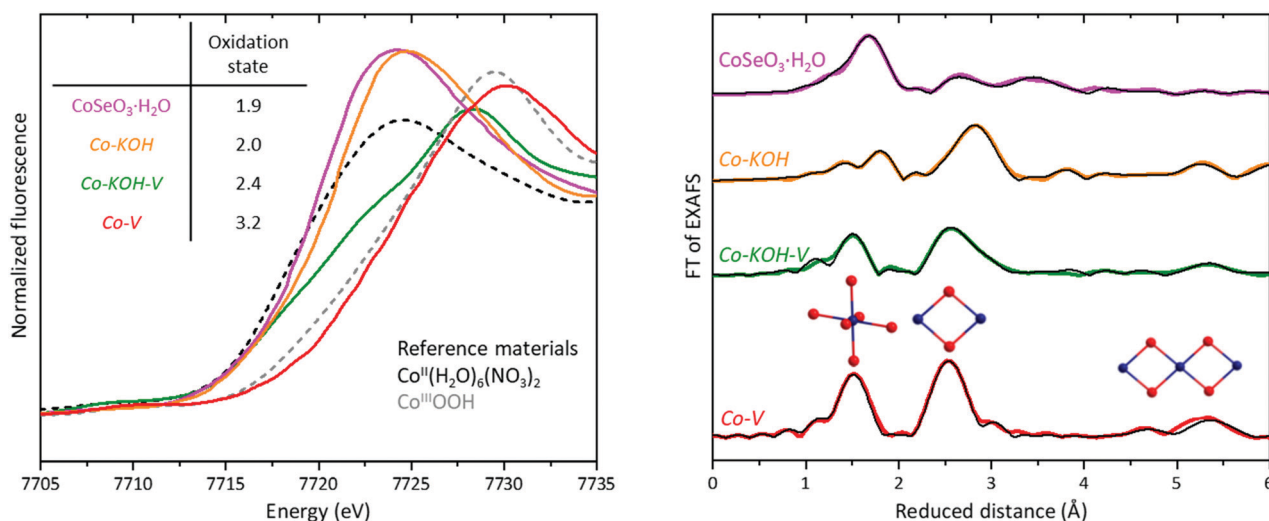 Oxidation
state
CoSeO₃·H₂O 1.9
Co-KOH 2.0
Co-KOH-V 2.4
Co-V 3.2
Reference materials
Coᴵᴵ(H₂O)₆(NO₃)₂
CoᴵᴵᴵOOH
Normalized fluorescence
7705 7710 7715 7720 7725 7730 7735
Energy (eV)
CoSeO₃·H₂O
Co-KOH
Co-KOH-V
Co-V
FT of EXAFS
0 1 2 3 4 5 6
Reduced distance (Å)